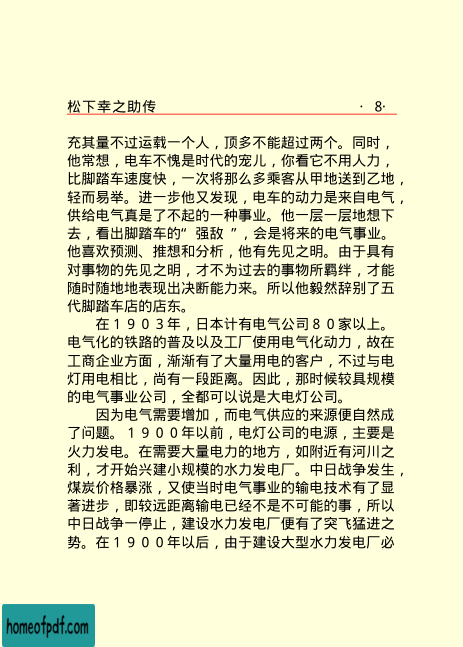 松下幸之助传 · 8·
充其量不过运载一个人，顶多不能超过两个。同时，
他常想，电车不愧是时代的宠儿，你看它不用人力，
比脚踏车速度快，一次将那么多乘客从甲地送到乙地，
轻而易举。进一步他又发现，电车的动力是来自电气，
供给电气真是了不起的一种事业。他一层一层地想下
去，看出脚踏车的“强敌”，会是将来的电气事业。
他喜欢预测、推想和分析，他有先见之明。由于具有
对事物的先见之明，才不为过去的事物所羁绊，才能
随时随地地表现出决断能力来。所以他毅然辞别了五
代脚踏车店的店东。
在１９０３年，日本计有电气公司８０家以上。
电气化的铁路的普及以及工厂使用电气化动力，故在
工商企业方面，渐渐有了大量用电的客户，不过与电
灯用电相比，尚有一段距离。因此，那时候较具规模
的电气事业公司，全都可以说是大电灯公司。
因为电气需要增加，而电气供应的来源便自然成
了问题。１９００年以前，电灯公司的电源，主要是
火力发电。在需要大量电力的地方，如附近有河川之
利，才开始兴建小规模的水力发电厂。中日战争发生，
煤炭价格暴涨，又使当时电气事业的输电技术有了显
著进步，即较远距离输电已经不是不可能的事，所以
中日战争一停止，建设水力发电厂便有了突飞猛进之
势。在１９００年以后，由于建设大型水力发电厂必
homeofpdf.com